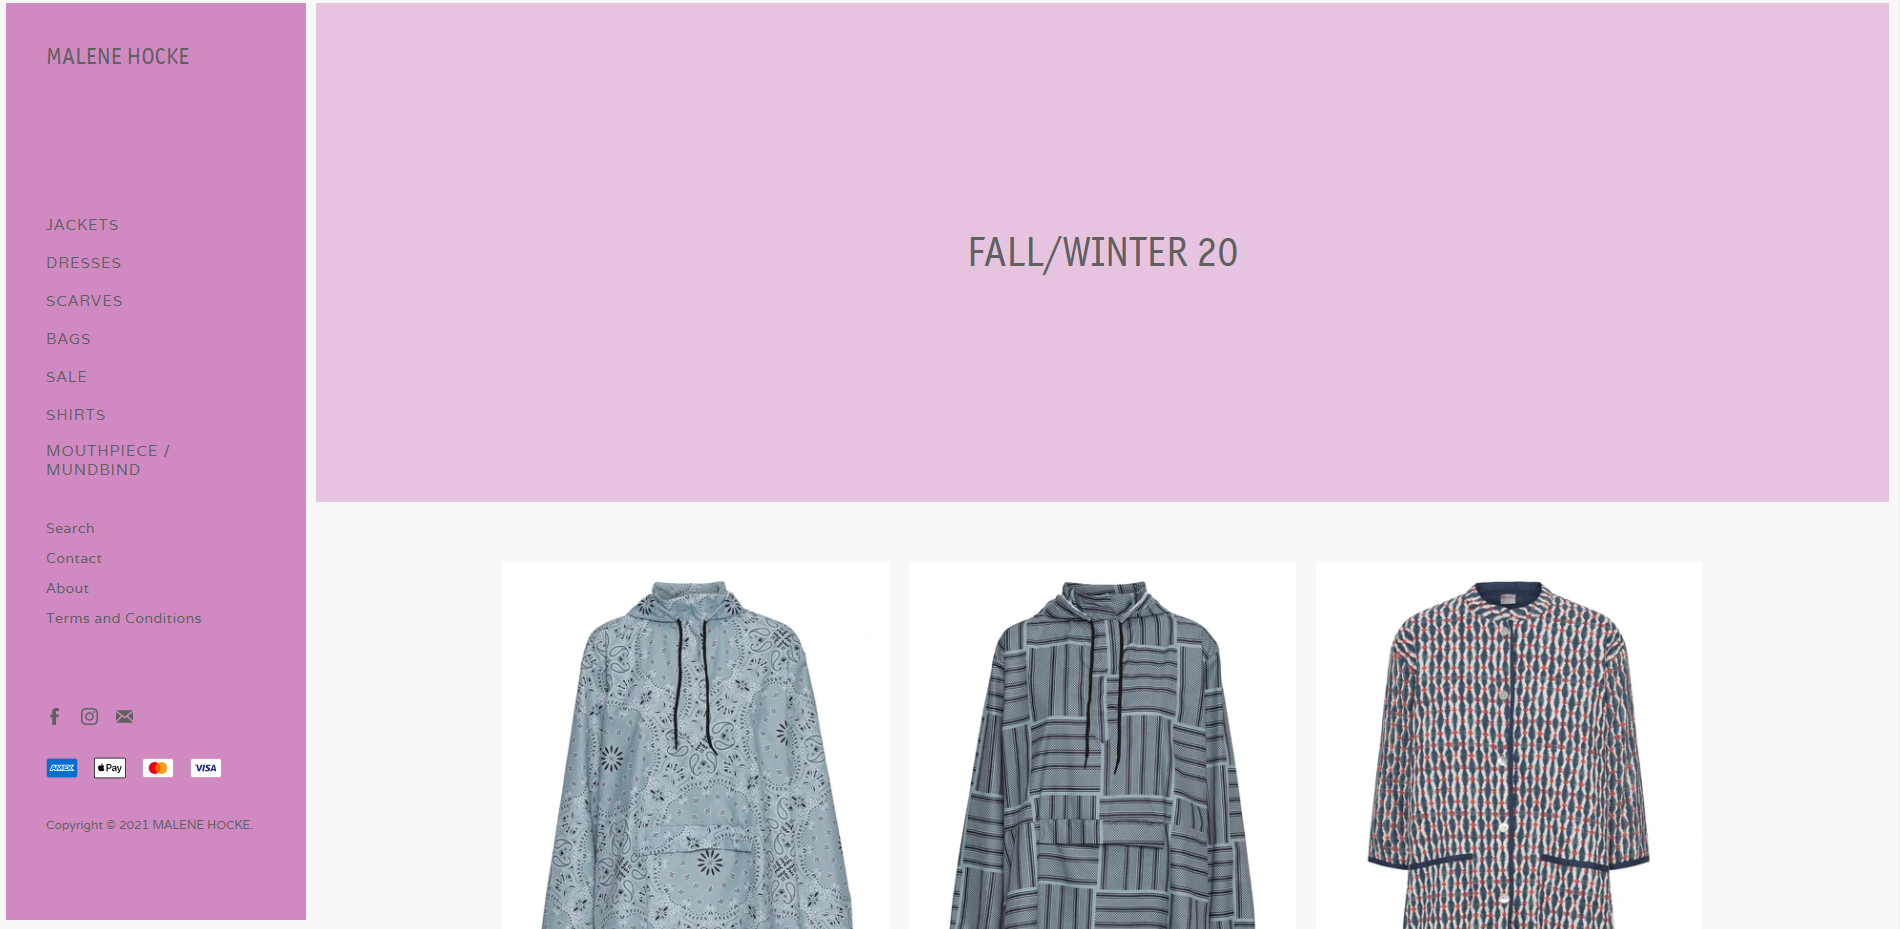 MALENE HOCKE
JACKETS
DRESSES
SCARVES
BAGS
SALE
SHIRTS
MOUTHPIECE /
MUNDBIND
Search
Contact
About
Terms and Conditions
AMEX Pay VISA
Copyright © 2021 MALENE HOCKE.
FALL/WINTER 20